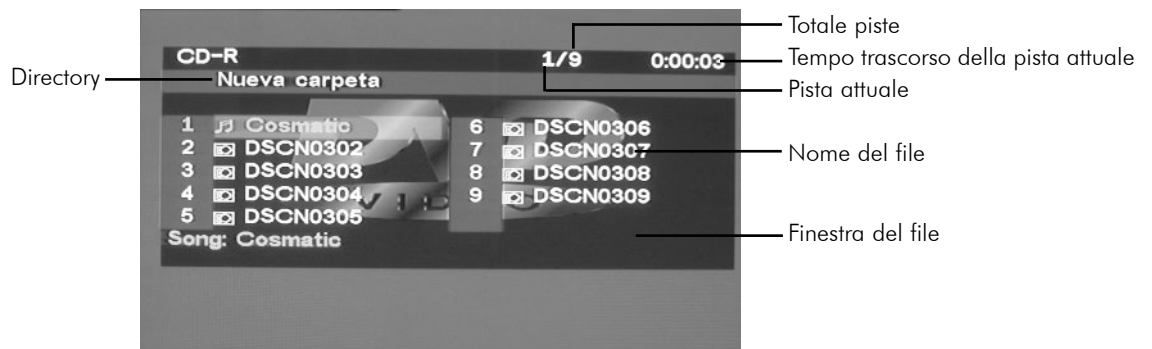 Totale piste
CD-R 1/9 0:00:03
Tempo trascorso della pista attuale
Directory
Nueva carpeta
Pista attuale
1 Cosmatic
2 DSCN0302
3 DSCN0303
4 DSCN0304
5 DSCN0305
6 DSCN0306
7 DSCN0307
8 DSCN0308
9 DSCN0309
Nome del file
VID
Song: Cosmatic
Finestra del file